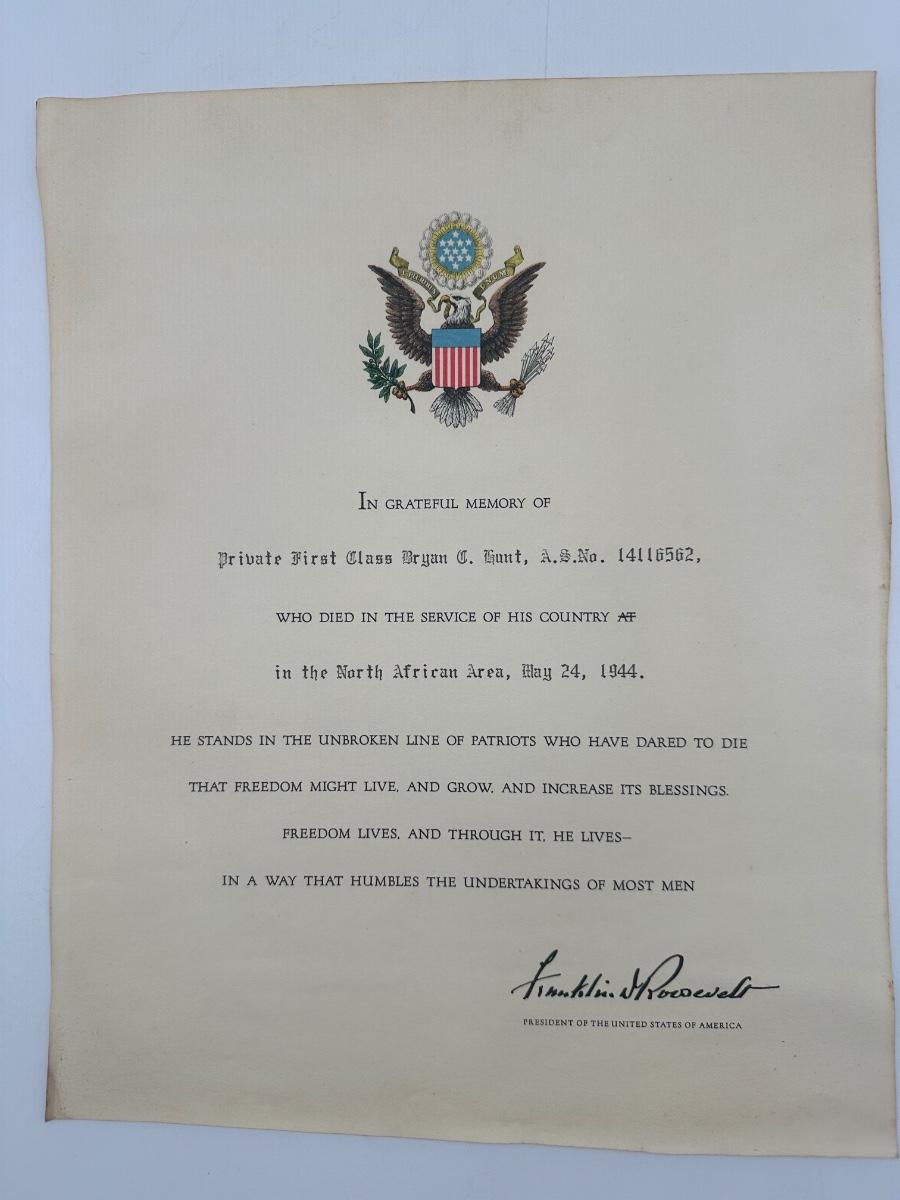 E PLURIBUS UNUM
IN GRATEFUL MEMORY OF
Private First Class Bryan C. Hunt, A.S.No. 14116562,
WHO DIED IN THE SERVICE OF HIS COUNTRY AT
in the North African Area, May 24, 1944.
HE STANDS IN THE UNBROKEN LINE OF PATRIOTS WHO HAVE DARED TO DIE
THAT FREEDOM MIGHT LIVE, AND GROW, AND INCREASE ITS BLESSINGS.
FREEDOM LIVES, AND THROUGH IT, HE LIVES—
IN A WAY THAT HUMBLES THE UNDERTAKINGS OF MOST MEN
Franklin D Roosevelt
PRESIDENT OF THE UNITED STATES OF AMERICA